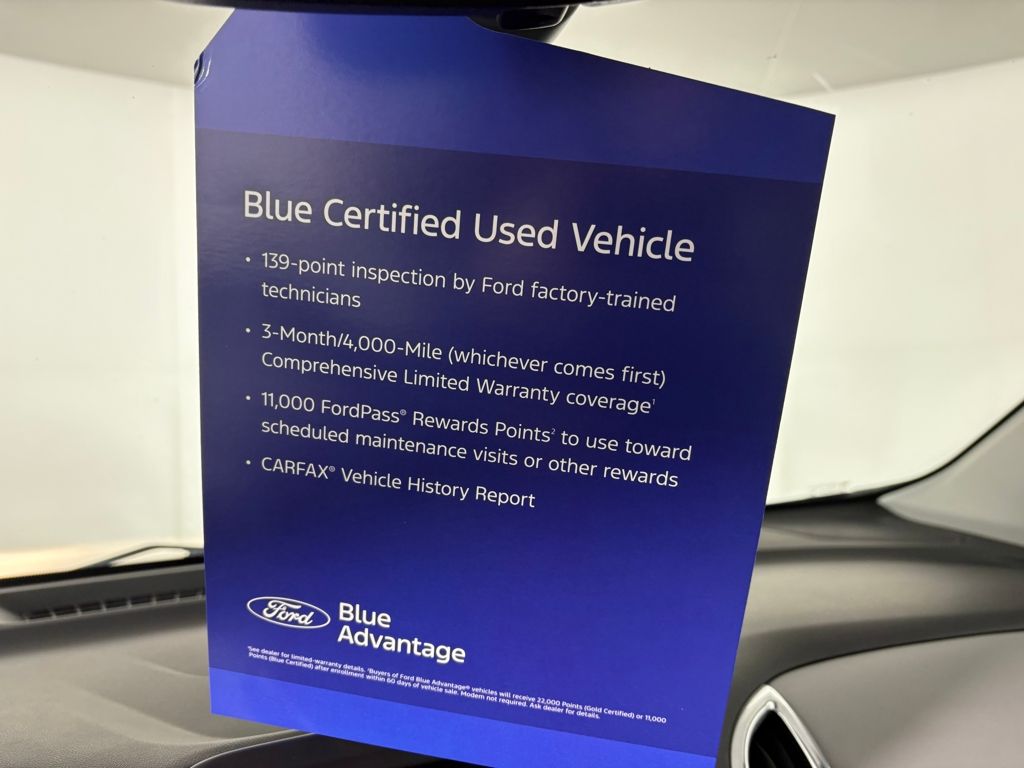 Blue Certified Used Vehicle
• 139-point inspection by Ford factory-trained
technicians
• 3-Month/4,000-Mile (whichever comes first)
Comprehensive Limited Warranty coverage¹
• 11,000 FordPass® Rewards Points² to use toward
scheduled maintenance visits or other rewards
• CARFAX® Vehicle History Report
Ford
Blue
Advantage
¹See dealer for limited-warranty details. ²Buyers of Ford Blue Advantage® vehicles will receive 22,000 Points (Gold Certified) or 11,000
Points (Blue Certified) after enrollment within 60 days of vehicle sale. Modem not required. Ask dealer for details.